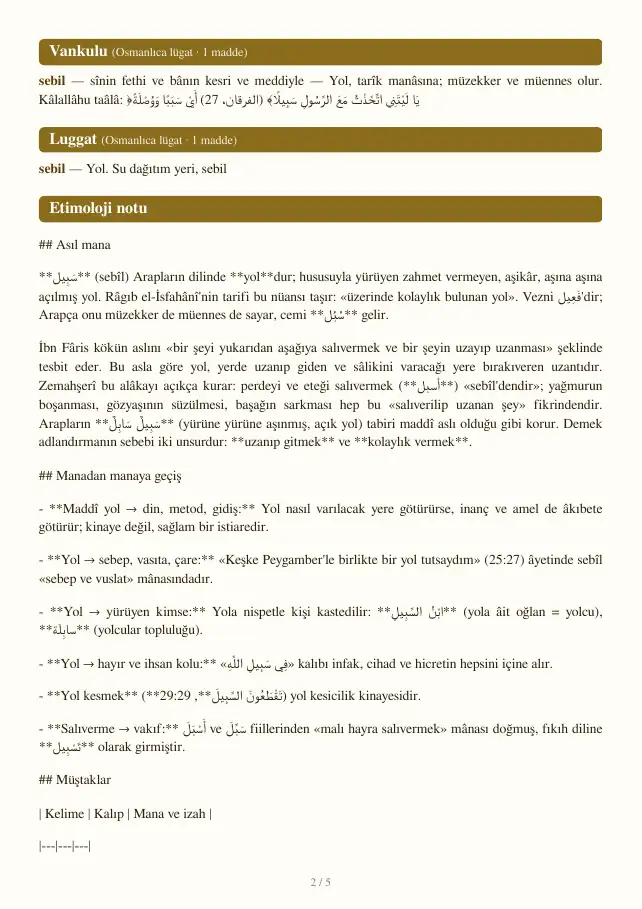 Vankulu (Osmanlıca lügat · 1 madde)
sebil — sînin fethi ve bânın kesri ve meddiyle — Yol, tarîk manâsına; müzekker ve müennes olur.
Kâlallâhu taâlâ: ﴿يَا لَيْتَنِي اتَّخَذْتُ مَعَ الرَّسُولِ سَبِيلًا﴾ (الفرقان، 27) أَيْ سَبَبًا وَوُصْلَةً
Luggat (Osmanlıca lügat · 1 madde)
sebil — Yol. Su dağıtım yeri, sebil
Etimoloji notu
## Asıl mana
**سَبِيل** (sebîl) Arapların dilinde **yol**dur; hususuyla yürüyen zahmet vermeyen, aşikâr, aşına aşına
açılmış yol. Râgıb el-İsfahânî'nin tarifi bu nüansı taşır: «üzerinde kolaylık bulunan yol». Vezni فَعِيل'dir;
Arapça onu müzekker de müennes de sayar, cemi **سُبُل** gelir.
İbn Fâris kökün aslını «bir şeyi yukarıdan aşağıya salıvermek ve bir şeyin uzayıp uzanması» şeklinde
tesbit eder. Bu asla göre yol, yerde uzanıp giden ve sâlikini varacağı yere bırakıveren uzantıdır.
Zemahşerî bu alâkayı açıkça kurar: perdeyi ve eteği salıvermek (**أسبل**) «sebîl'dendir»; yağmurun
boşanması, gözyaşının süzülmesi, başağın sarkması hep bu «salıverilip uzanan şey» fikrindendir.
Arapların **سَبِيلٌ سَابِلٌ** (yürüne yürüne aşınmış, açık yol) tabiri maddî aslı olduğu gibi korur. Demek
adlandırmanın sebebi iki unsurdur: **uzanıp gitmek** ve **kolaylık vermek**.
## Manadan manaya geçiş
- **Maddî yol → din, metod, gidiş:** Yol nasıl varılacak yere götürürse, inanç ve amel de âkıbete
götürür; kinaye değil, sağlam bir istiaredir.
- **Yol → sebep, vasıta, çare:** «Keşke Peygamber'le birlikte bir yol tutsaydım» (25:27) âyetinde sebîl
«sebep ve vuslat» mânasındadır.
- **Yol → yürüyen kimse:** Yola nispetle kişi kastedilir: **ابْنُ السَّبِيلِ** (yola âit oğlan = yolcu),
**سابِلَة** (yolcular topluluğu).
- **Yol → hayır ve ihsan kolu:** «فِي سَبِيلِ اللَّهِ» kalıbı infak, cihad ve hicretin hepsini içine alır.
- **Yol kesmek** (**تَقْطَعُونَ السَّبِيلَ**, 29:29) yol kesicilik kinayesidir.
- **Salıverme → vakıf:** أَسْبَلَ ve سَبَّلَ fiillerinden «malı hayra salıvermek» mânası doğmuş, fıkıh diline
**تَسْبِيل** olarak girmiştir.
## Müştaklar
| Kelime | Kalıp | Mana ve izah |
|---|---|---|
2 / 5